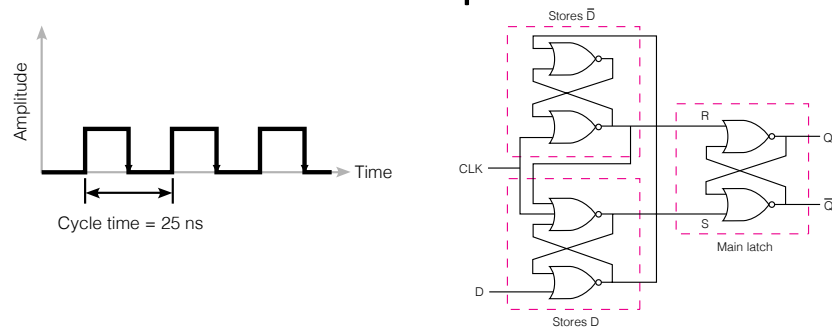 Amplitude
Time
Cycle time = 25 ns
Stores D̅
R
Q
CLK
Q̅
S
Main latch
D
Stores D